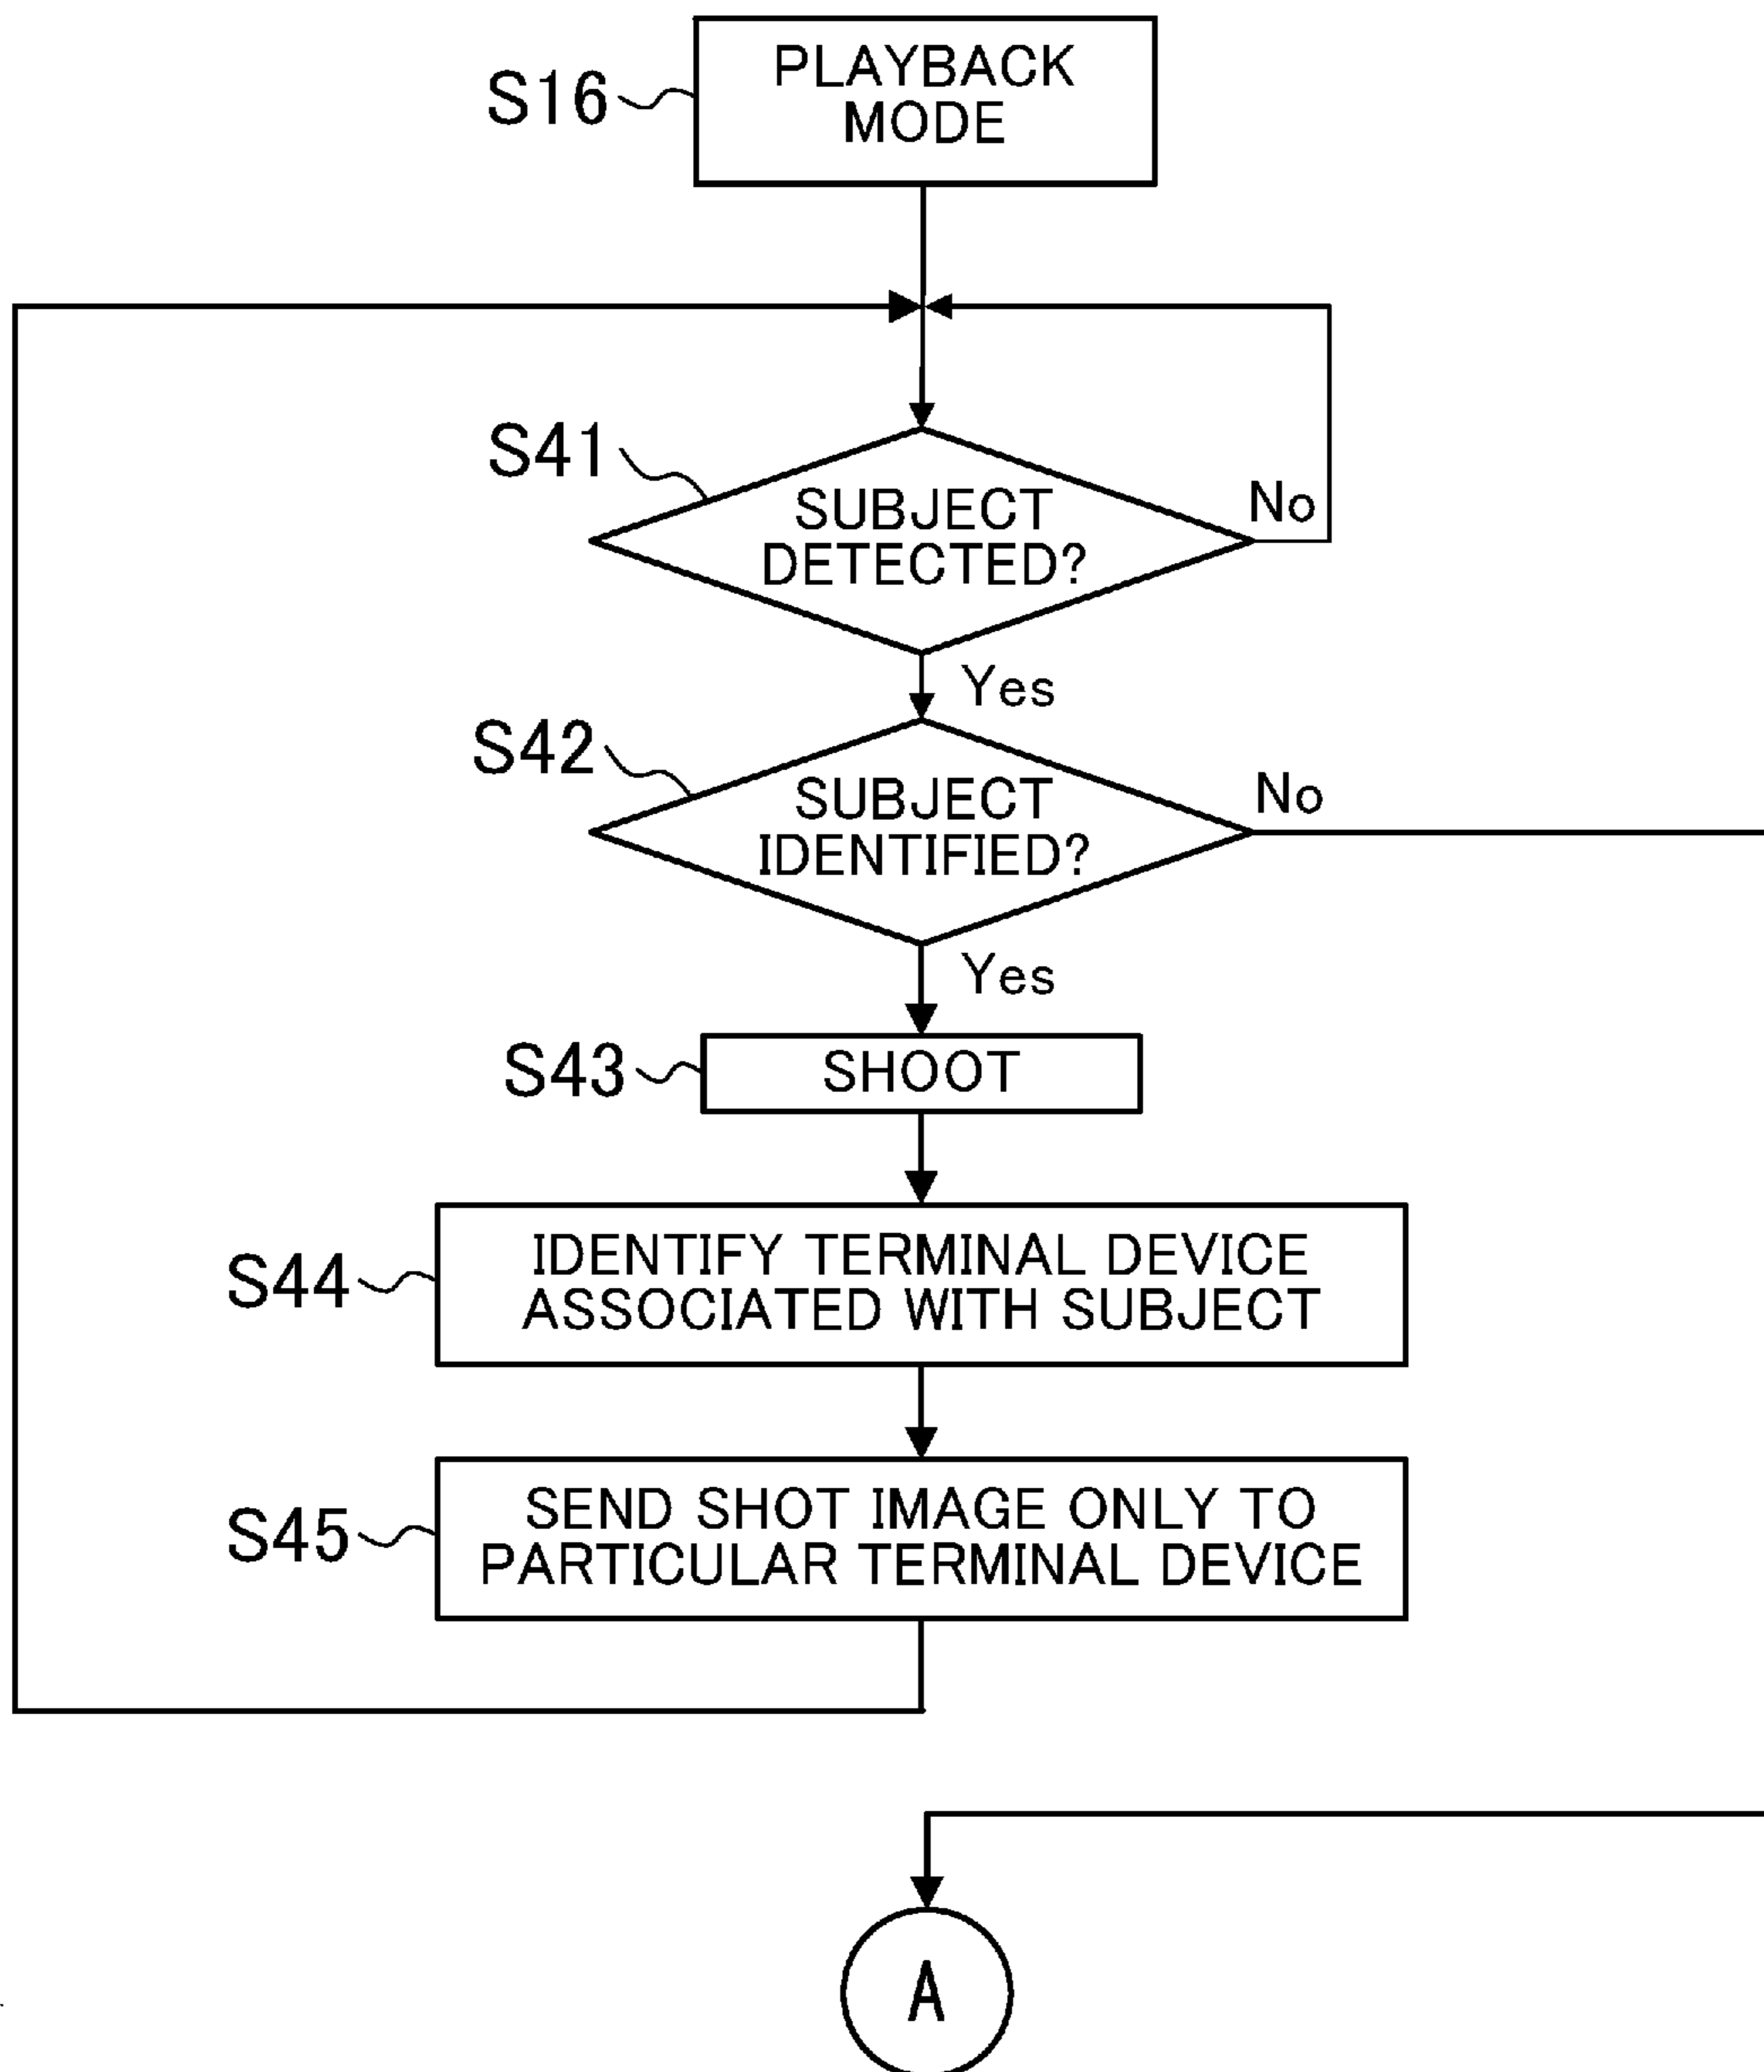 S16
PLAYBACK
MODE
S41
SUBJECT
DETECTED?
No
Yes
S42
SUBJECT
IDENTIFIED?
No
Yes
S43
SHOOT
S44
IDENTIFY TERMINAL DEVICE
ASSOCIATED WITH SUBJECT
S45
SEND SHOT IMAGE ONLY TO
PARTICULAR TERMINAL DEVICE
A